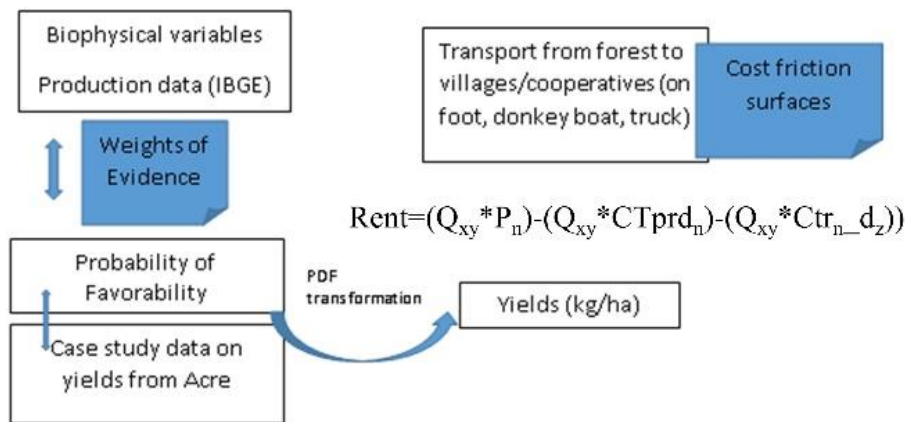 Biophysical variables
Production data (IBGE)
Weights of
Evidence
Probability of
Favorability
Case study data on
yields from Acre
PDF
transformation
Yields (kg/ha)
Transport from forest to
villages/cooperatives (on
foot, donkey boat, truck)
Cost friction
surfaces
Rent=(Qxy*Pn)-(Qxy*CTprdn)-(Qxy*Ctrn_dz))